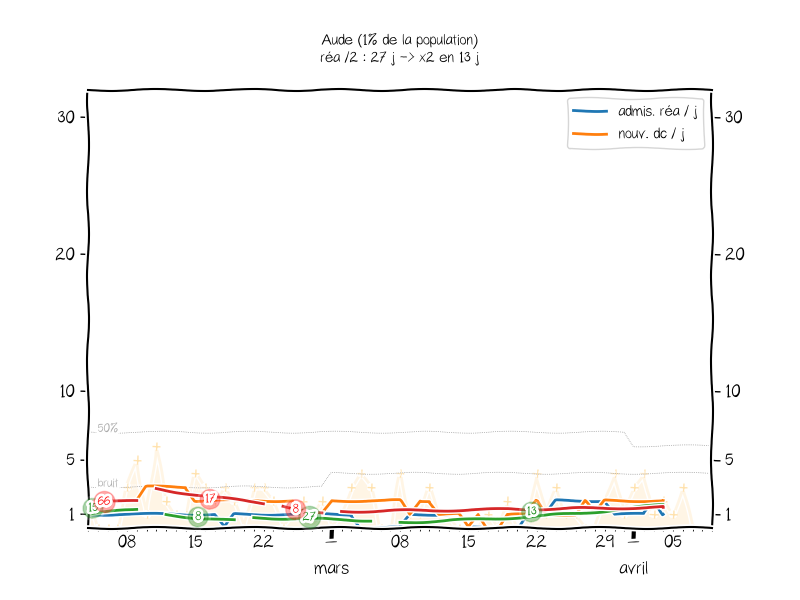 Aude (1% de la population)
réa /2 : 27 j -> x2 en 13 j
admis. réa / j
nouv. dc / j
30 30
20 20
10 10
50%
5 5
bruit
66 17 8
15 8 27 13
1 1
08 15 22 08 15 22 29 05
mars avril